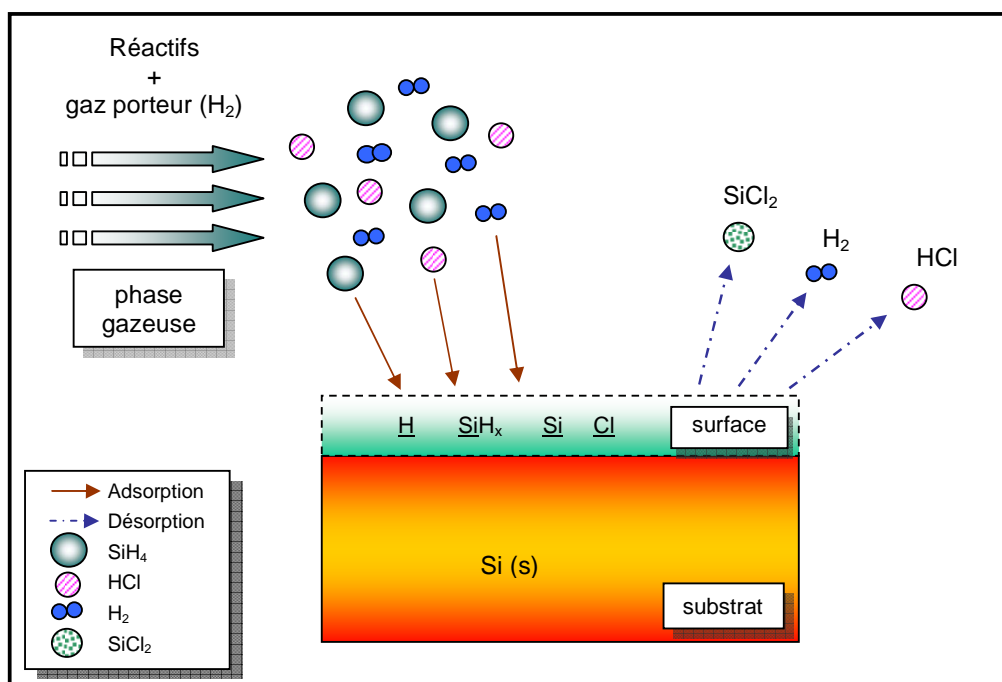 Réactifs
+
gaz porteur (H₂)
phase
gazeuse
SiCl₂
H₂
HCl
H SiHₓ Si Cl
surface
Si (s)
substrat
Adsorption
Désorption
SiH₄
HCl
H₂
SiCl₂